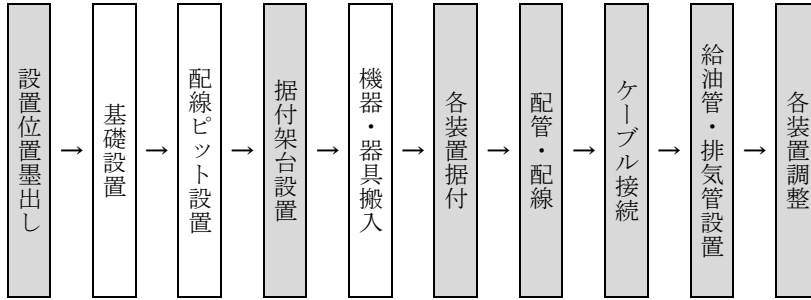 設置位置墨出し
→
基礎設置
→
配線ピット設置
→
据付架台設置
→
機器・器具搬入
→
各装置据付
→
配管・配線
→
ケーブル接続
→
給油管・排気管設置
→
各装置調整